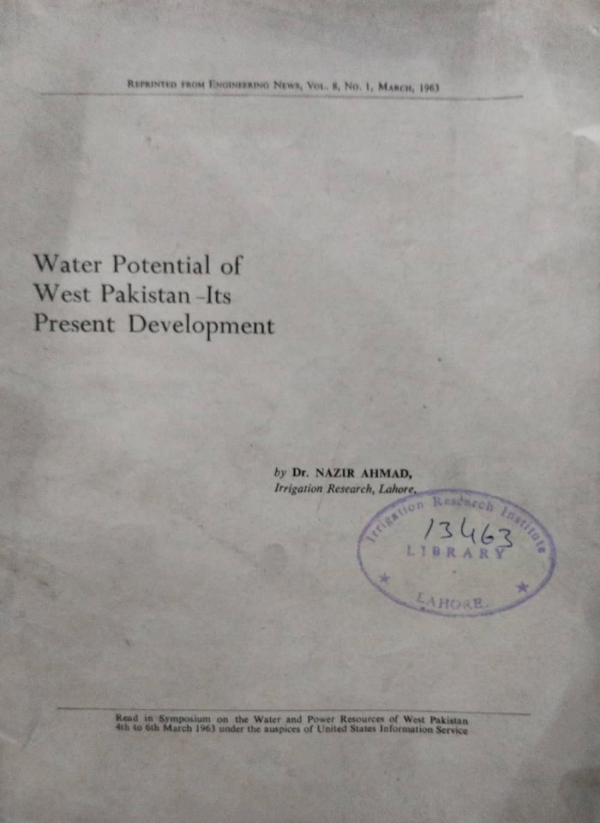 REPRINTED FROM ENGINEERING NEWS, VOL. 8, NO. 1, MARCH, 1963
Water Potential of
West Pakistan-Its
Present Development
by Dr. NAZIR AHMAD,
Irrigation Research, Lahore.
Irrigation Research Institute
13463
LIBRARY
LAHORE.
Read in Symposium on the Water and Power Resources of West Pakistan
4th to 6th March 1963 under the auspices of United States Information Service